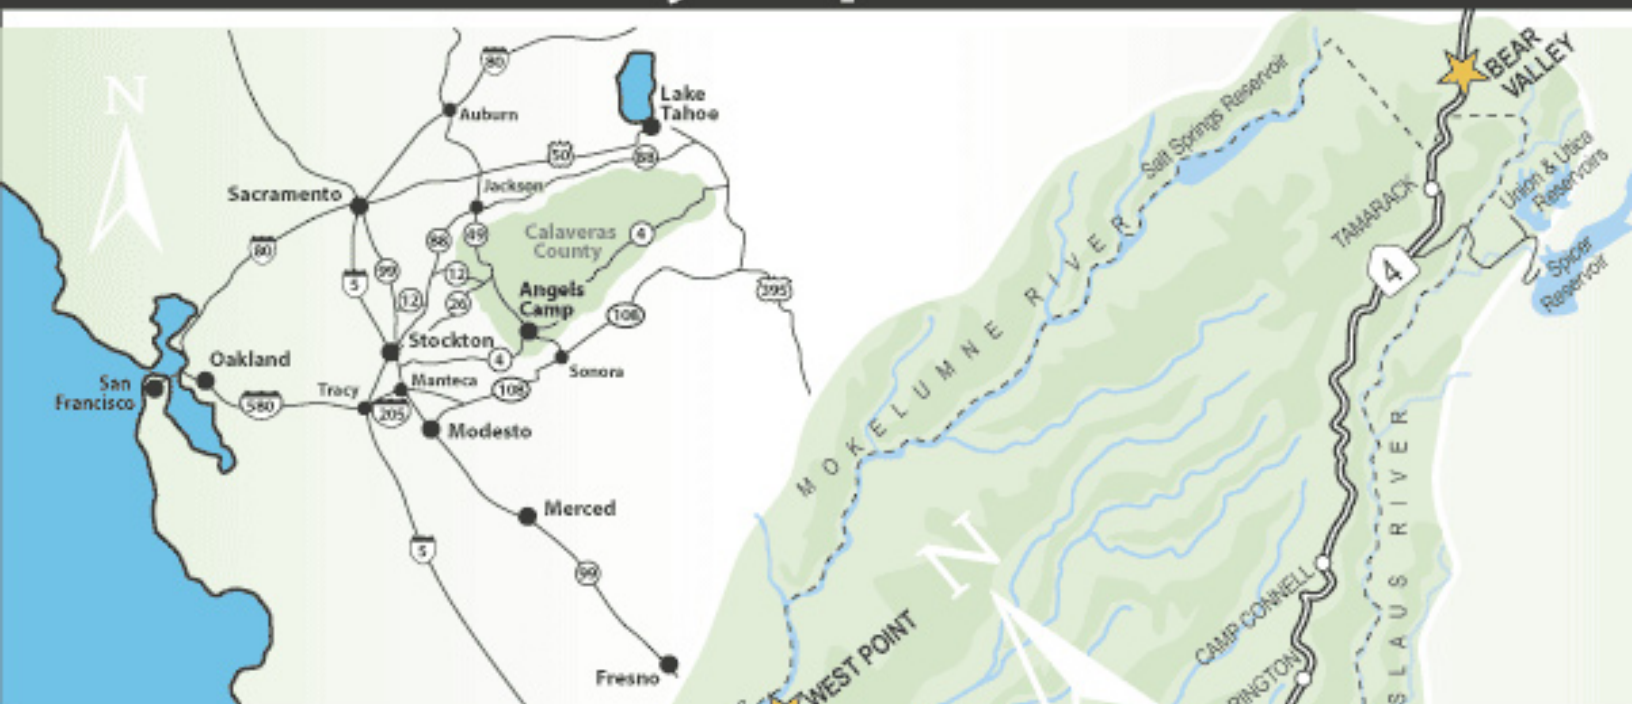 N
80
Auburn
Lake
Tahoe
50
88
Jackson
Sacramento
80
88
49
Calaveras
County
4
5
99
12
12
26
Angels
Camp
395
108
Stockton
4
Sonora
Oakland
San
Francisco
580
Tracy
Manteca
108
205
Modesto
Merced
5
99
Fresno
BEAR
VALLEY
Salt Springs Reservoir
Union & Utica
Reservoirs
TAMARACK
4
Spicer
Reservoir
MOKELUMNE RIVER
SLAUS RIVER
N
CAMP CONNELL
RINGTON
WEST POINT